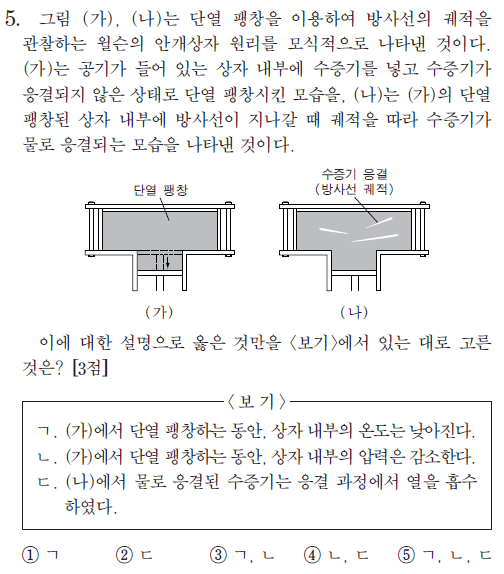 5. 그림 (가), (나)는 단열 팽창을 이용하여 방사선의 궤적을
관찰하는 윌슨의 안개상자 원리를 모식적으로 나타낸 것이다.
(가)는 공기가 들어 있는 상자 내부에 수증기를 넣고 수증기가
응결되지 않은 상태로 단열 팽창시킨 모습을, (나)는 (가)의 단열
팽창된 상자 내부에 방사선이 지나갈 때 궤적을 따라 수증기가
물로 응결되는 모습을 나타낸 것이다.
단열 팽창
수증기 응결
(방사선 궤적)
(가)
(나)
이에 대한 설명으로 옳은 것만을 <보기>에서 있는 대로 고른
것은? [3점]
<보 기>
ㄱ. (가)에서 단열 팽창하는 동안, 상자 내부의 온도는 낮아진다.
ㄴ. (가)에서 단열 팽창하는 동안, 상자 내부의 압력은 감소한다.
ㄷ. (나)에서 물로 응결된 수증기는 응결 과정에서 열을 흡수
하였다.
① ㄱ ② ㄷ ③ ㄱ, ㄴ ④ ㄴ, ㄷ ⑤ ㄱ, ㄴ, ㄷ